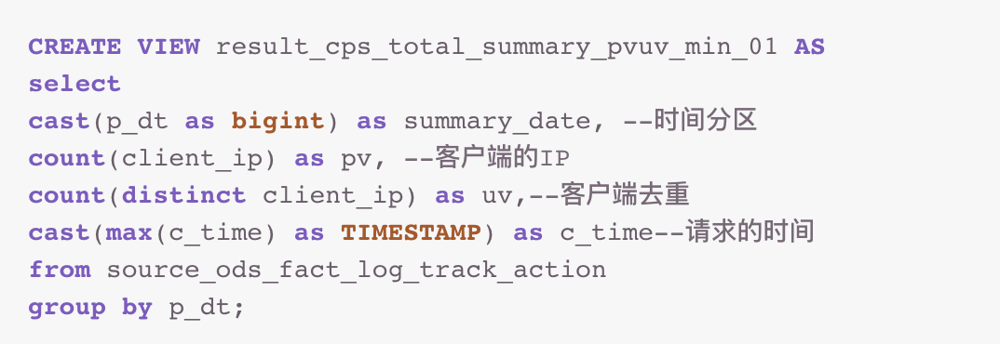 CREATE VIEW result_cps_total_summary_pvuv_min_01 AS
select
cast(p_dt as bigint) as summary_date, --时间分区
count(client_ip) as pv, --客户端的IP
count(distinct client_ip) as uv,--客户端去重
cast(max(c_time) as TIMESTAMP) as c_time--请求的时间
from source_ods_fact_log_track_action
group by p_dt;